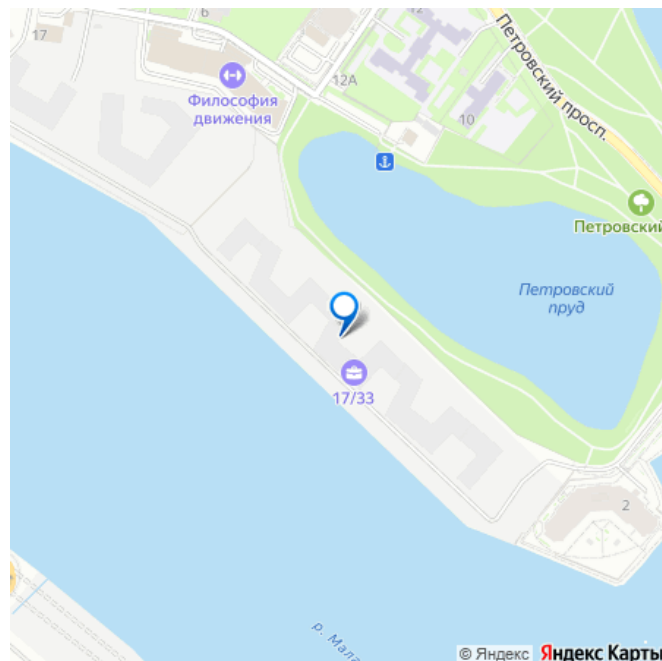 6
17
12
12А
Философия
движения
10
Петровский просп.
Петровский
Петровский
пруд
17/33
2
р. Мала
© Яндекс Яндекс Карты